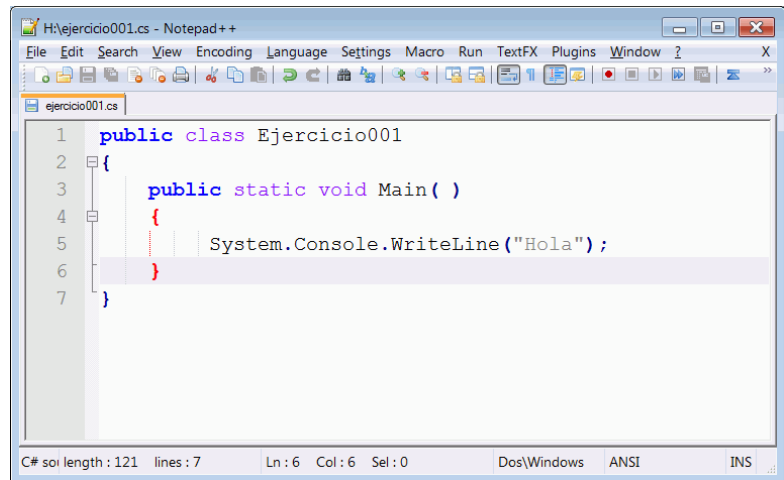 H:\ejercicio001.cs - Notepad++
File Edit Search View Encoding Language Settings Macro Run TextFX Plugins Window ? X
ejercicio001.cs
1 public class Ejercicio001
2 {
3 public static void Main( )
4 {
5 System.Console.WriteLine("Hola");
6 }
7 }
C# sou length : 121 lines : 7 Ln : 6 Col : 6 Sel : 0 Dos\Windows ANSI INS